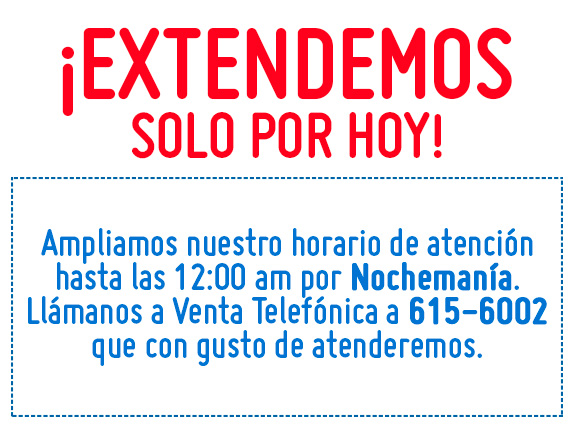 ¡EXTENDEMOS
SOLO POR HOY!
Ampliamos nuestro horario de atención
hasta las 12:00 am por Nochemanía.
Llámanos a Venta Telefónica a 615-6002
que con gusto de atenderemos.